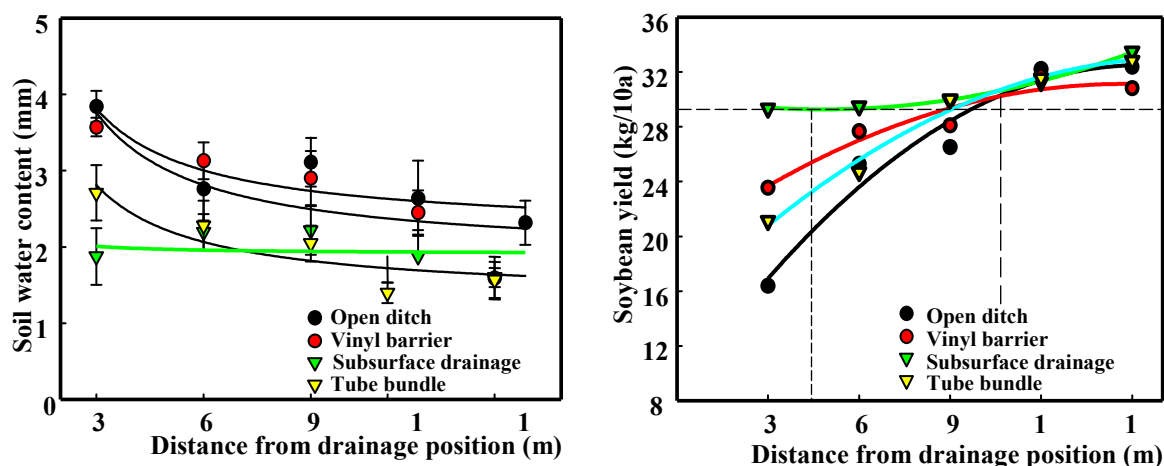 Soil water content (mm)
5
4
3
2
1
0
Open ditch
Vinyl barrier
Subsurface drainage
Tube bundle
3 6 9 1 1
Distance from drainage position (m)
Soybean yield (kg/10a)
36
32
28
24
20
16
12
8
Open ditch
Vinyl barrier
Subsurface drainage
Tube bundle
3 6 9 1 1
Distance from drainage position (m)